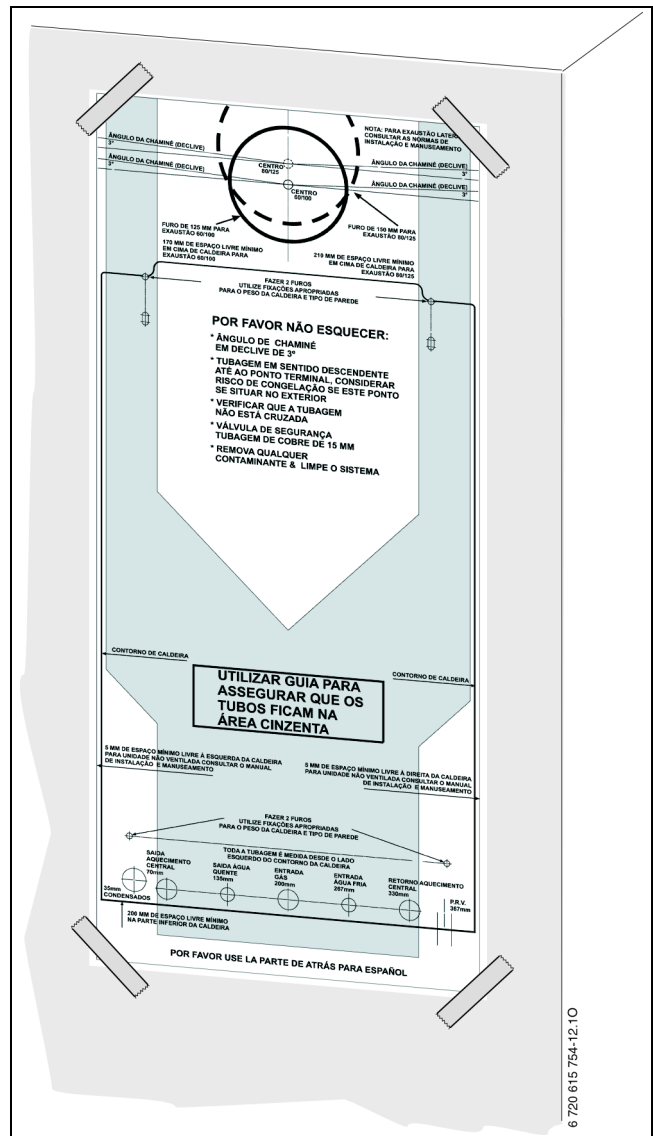 NOTA: PARA EXAUSTÃO LATERAL
CONSULTAR AS NORMAS DE
INSTALAÇÃO E MANUSEAMENTO
ÂNGULO DA CHAMINÉ (DECLIVE)
3º
ÂNGULO DA CHAMINÉ (DECLIVE)
3º
CENTRO
80/125
ÂNGULO DA CHAMINÉ (DECLIVE)
3º
CENTRO
60/100
ÂNGULO DA CHAMINÉ (DECLIVE)
3º
FURO DE 125 MM PARA
EXAUSTÃO 60/100
FURO DE 150 MM PARA
EXAUSTÃO 80/125
170 MM DE ESPAÇO LIVRE MÍNIMO
EM CIMA DE CALDEIRA PARA
EXAUSTÃO 60/100
210 MM DE ESPAÇO LIVRE MÍNIMO
EM CIMA DE CALDEIRA PARA
EXAUSTÃO 80/125
FAZER 2 FUROS
UTILIZE FIXAÇÕES APROPRIADAS
PARA O PESO DA CALDEIRA E TIPO DE PAREDE
POR FAVOR NÃO ESQUECER:
* ÂNGULO DE CHAMINÉ
EM DECLIVE DE 3º
* TUBAGEM EM SENTIDO DESCENDENTE
ATÉ AO PONTO TERMINAL, CONSIDERAR
RISCO DE CONGELAÇÃO SE ESTE PONTO
SE SITUAR NO EXTERIOR
* VERIFICAR QUE A TUBAGEM
NÃO ESTÁ CRUZADA
* VÁLVULA DE SEGURANÇA
TUBAGEM DE COBRE DE 15 MM
* REMOVA QUALQUER
CONTAMINANTE & LIMPE O SISTEMA
CONTORNO DE CALDEIRA
CONTORNO DE CALDEIRA
UTILIZAR GUIA PARA
ASSEGURAR QUE OS
TUBOS FICAM NA
ÁREA CINZENTA
5 MM DE ESPAÇO MÍNIMO LIVRE À ESQUERDA DA CALDEIRA
PARA UNIDADE NÃO VENTILADA CONSULTAR O MANUAL
DE INSTALAÇÃO E MANUSEAMENTO
5 MM DE ESPAÇO MÍNIMO LIVRE À DIREITA DA CALDEIRA
PARA UNIDADE NÃO VENTILADA CONSULTAR O MANUAL
DE INSTALAÇÃO E MANUSEAMENTO
FAZER 2 FUROS
UTILIZE FIXAÇÕES APROPRIADAS
PARA O PESO DA CALDEIRA E TIPO DE PAREDE
TODA A TUBAGEM É MEDIDA DESDE O LADO
ESQUERDO DO CONTORNO DA CALDEIRA
35mm
CONDENSADOS
SAIDA
AQUECIMENTO
CENTRAL
70mm
SAIDA ÁGUA
QUENTE
135mm
ENTRADA
GÁS
200mm
ENTRADA
ÁGUA FRIA
267mm
RETORNO AQUECIMENTO
CENTRAL
330mm
P.R.V.
367mm
200 MM DE ESPAÇO LIVRE MÍNIMO
NA PARTE INFERIOR DA CALDEIRA
POR FAVOR USE LA PARTE DE ATRÁS PARA ESPAÑOL
6 720 615 754-12.1O